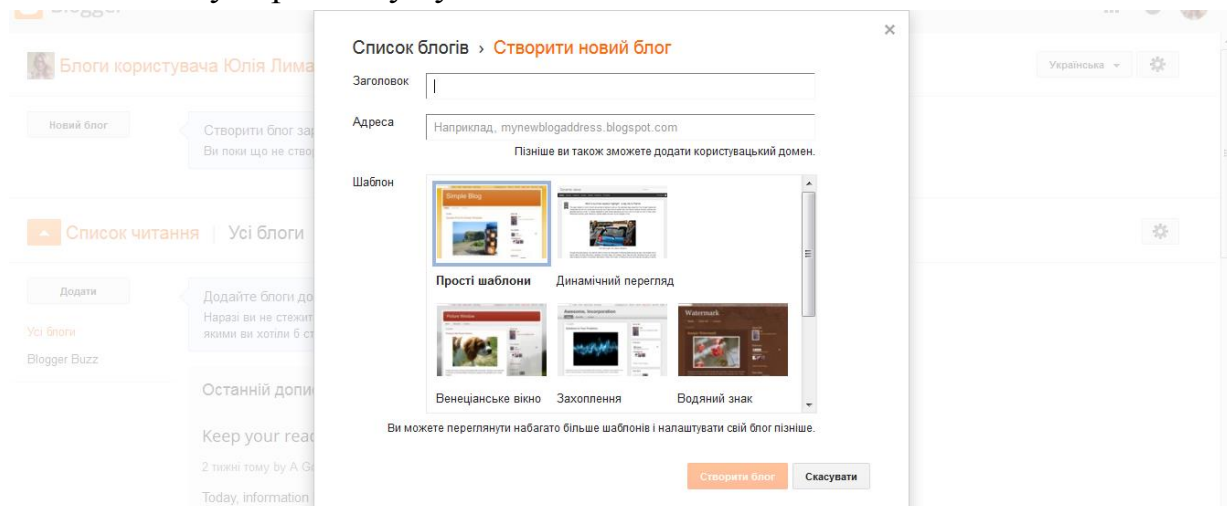 Blogger
Список блогів › Створити новий блог
Блоги користувача Юлія Лима
Українська
Заголовок
Новий блог
Створити блог зар
Ви поки що не ство
Адреса
Наприклад, mynewblogaddress.blogspot.com
Пізніше ви також зможете додати користувацький домен.
Шаблон
Simple Blog
Список читання
Усі блоги
Прості шаблони
Динамічний перегляд
Додати
Додайте блоги до
Наразі ви не стежит
якими ви хотіли б ст
Усі блоги
Blogger Buzz
Picture Window
Awesome, Incorporated
Watermark
Останній допи
Венеціанське вікно
Захоплення
Водяний знак
Ви можете переглянути набагато більше шаблонів і налаштувати свій блог пізніше.
Keep your read
2 тижні тому by A Go
Today, information
Створити блог
Скасувати